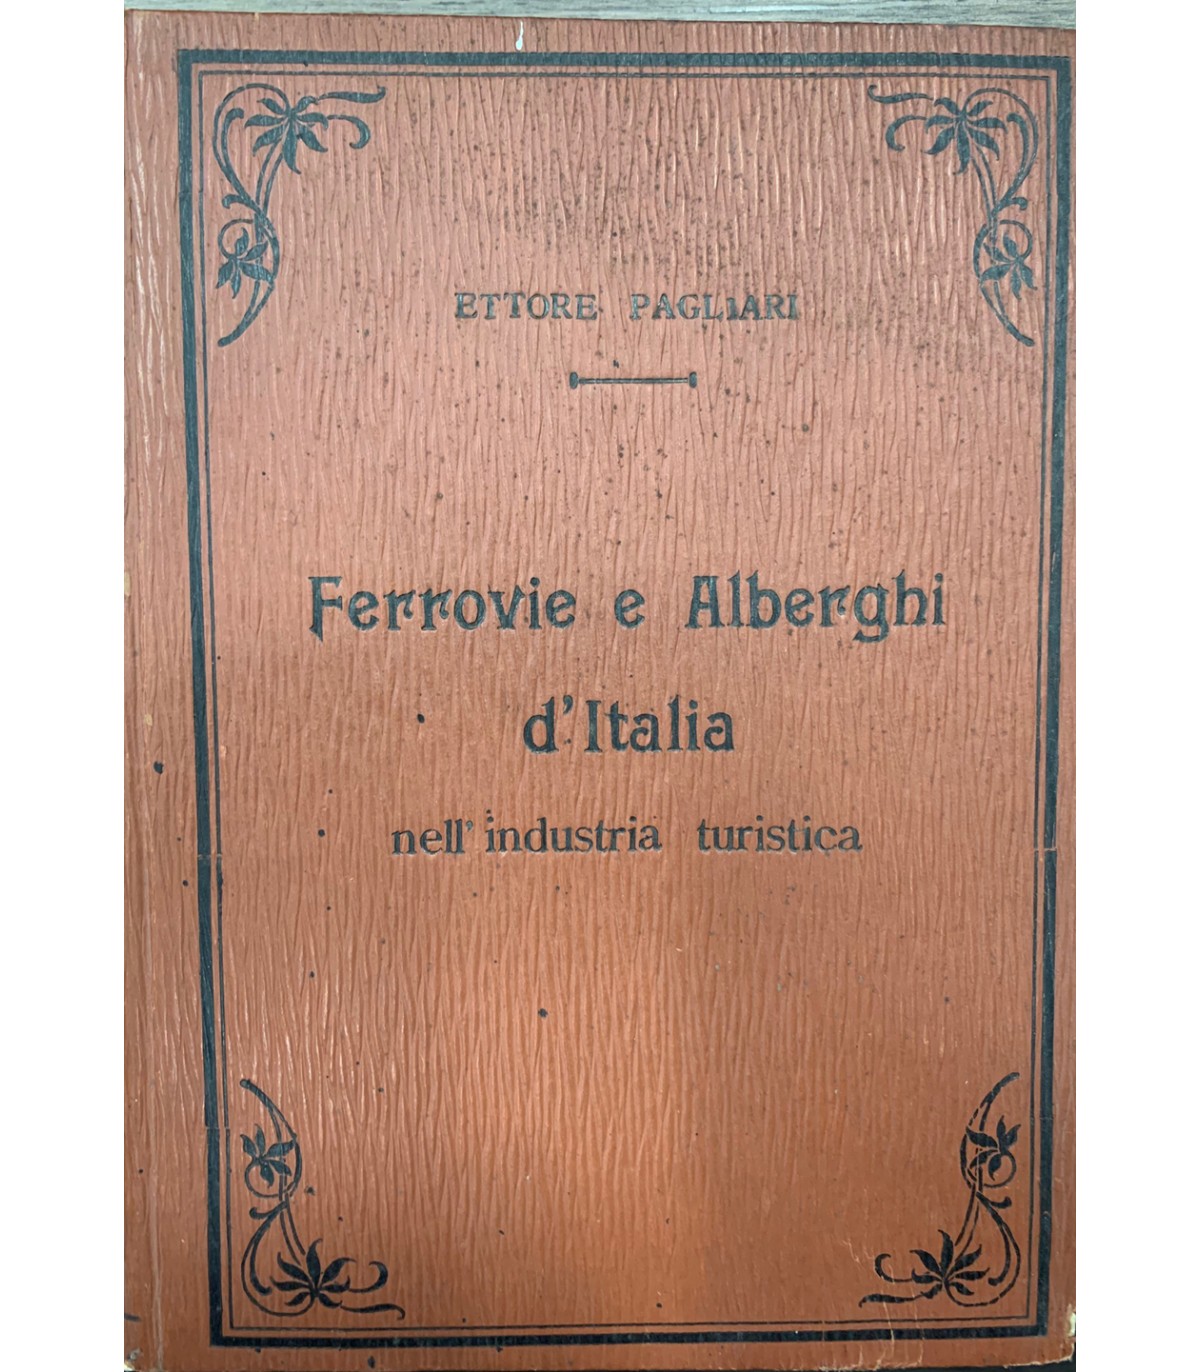 ETTORE PAGLIARI
Ferrovie e Alberghi
d'Italia
nell'industria turistica